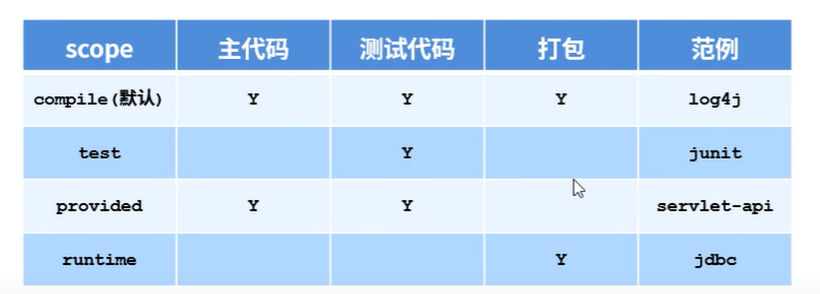 scope 主代码 测试代码 打包 范例
compile(默认) Y Y Y log4j
test Y junit
provided Y Y servlet-api
runtime Y jdbc